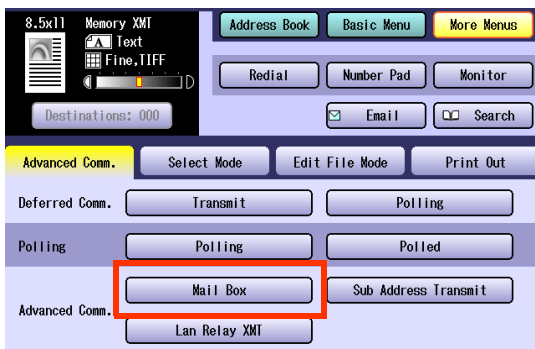 8.5x11 Memory XMT
A Text
Fine,TIFF
D
Destinations: 000
Address Book Basic Menu More Menus
Redial Number Pad Monitor
Email Search
Advanced Comm. Select Mode Edit File Mode Print Out
Deferred Comm. Transmit Polling
Polling Polling Polled
Mail Box Sub Address Transmit
Advanced Comm.
Lan Relay XMT